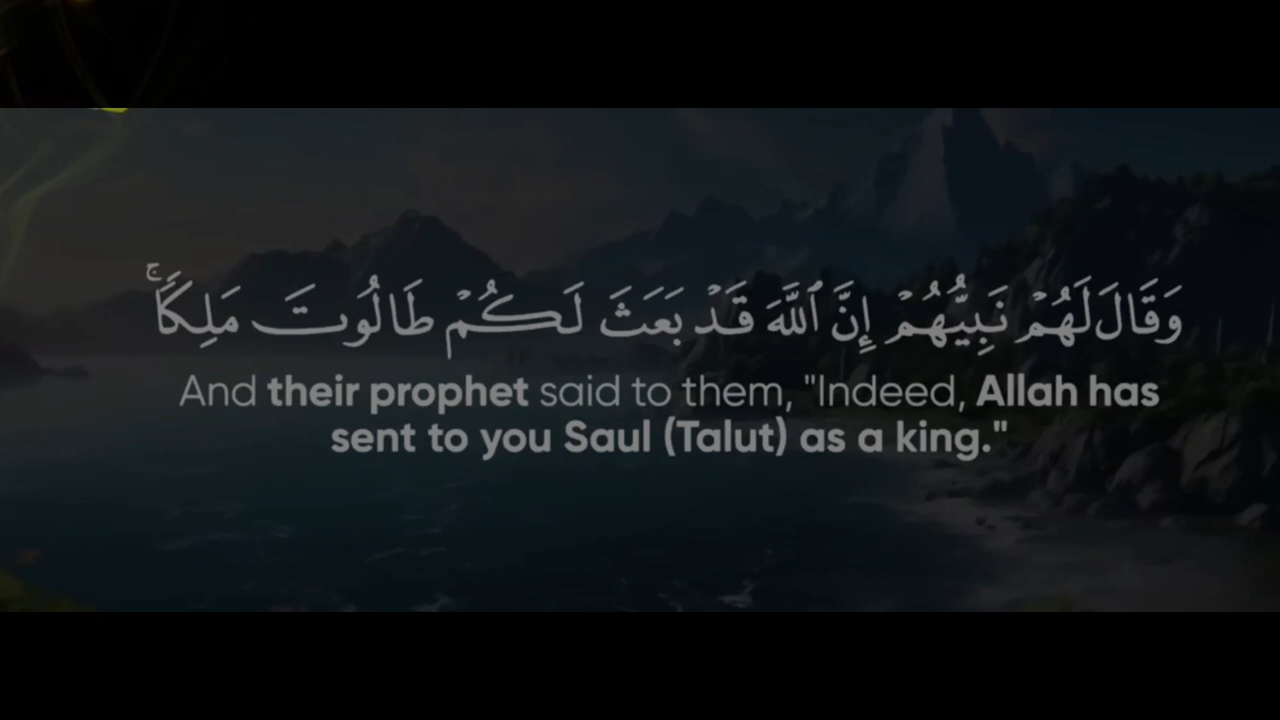 وَقَالَ لَهُمْ نَبِيُّهُمْ إِنَّ ٱللَّهَ قَدْ بَعَثَ لَكُمْ طَالُوتَ مَلِكًاۚ
And their prophet said to them, "Indeed, Allah has
sent to you Saul (Talut) as a king."